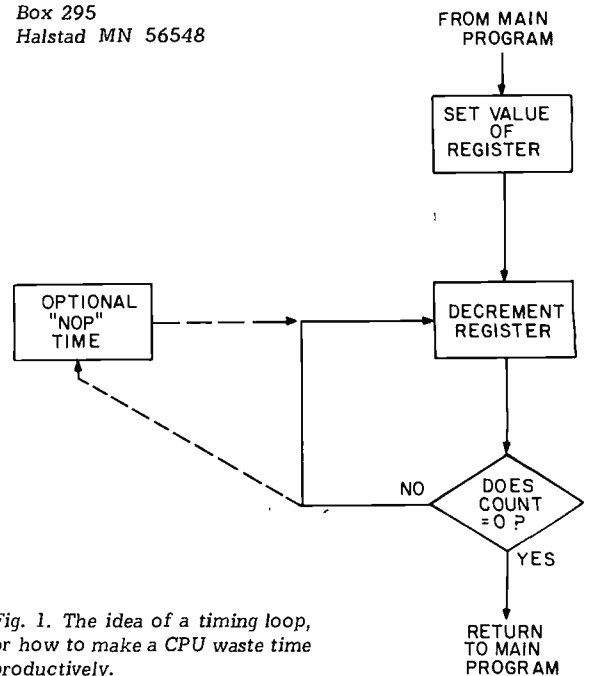 Box 295
Halstad MN 56548
FROM MAIN
PROGRAM
SET VALUE
OF
REGISTER
OPTIONAL
"NOP"
TIME
DECREMENT
REGISTER
NO
DOES
COUNT
=0?
YES
Fig. 1. The idea of a timing loop,
or how to make a CPU waste time
productively.
RETURN
TO MAIN
PROGRAM